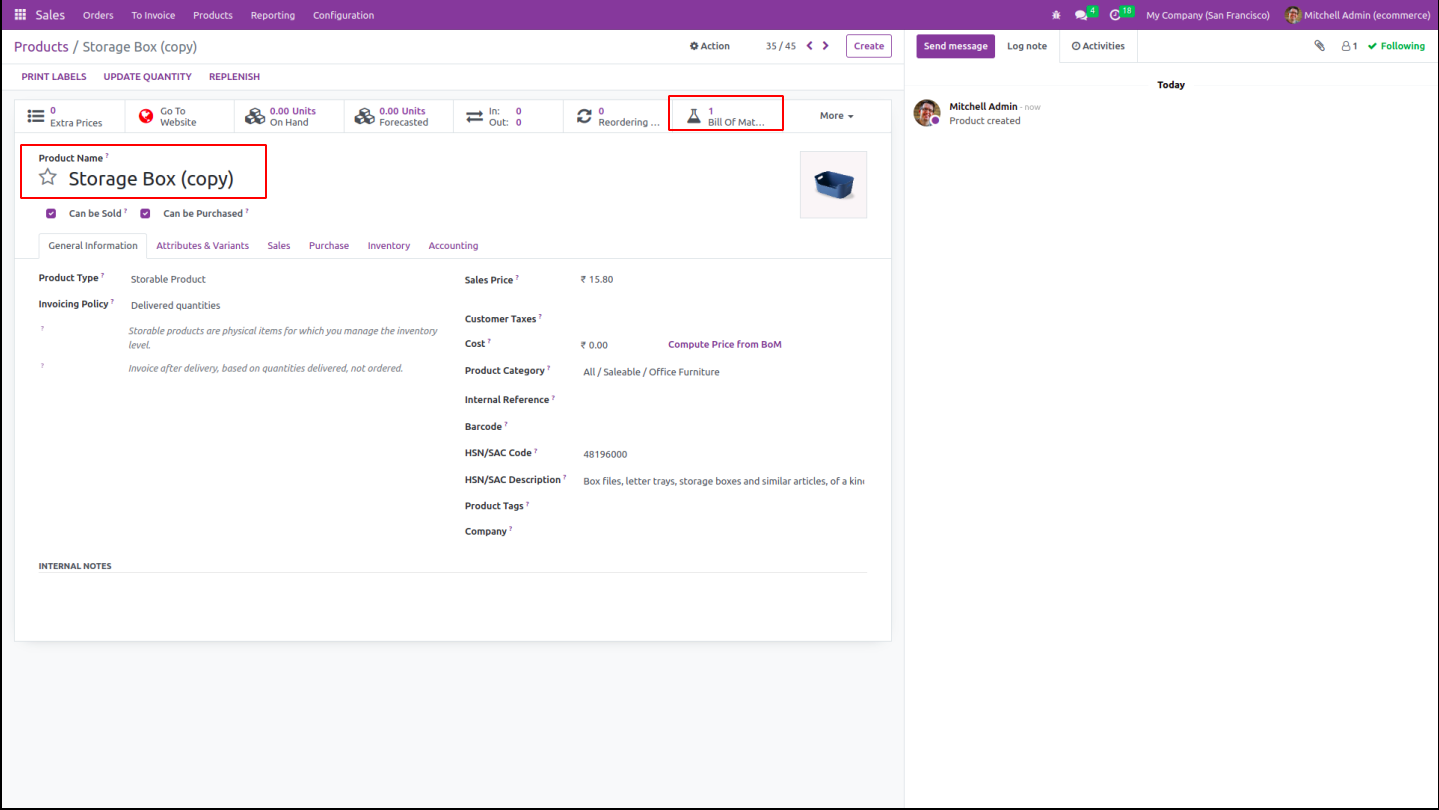 Sales Orders To Invoice Products Reporting Configuration 4 18 My Company (San Francisco) Mitchell Admin (ecommerce)
Products / Storage Box (copy) Action 35 / 45 Create Send message Log note Activities 1 Following
PRINT LABELS UPDATE QUANTITY REPLENISH
Today
0 Extra Prices
Go To Website
0.00 Units On Hand
0.00 Units Forecasted
In: 0
Out: 0
0 Reordering ...
1 Bill Of Mat...
More
Mitchell Admin - now
Product created
Product Name ?
Storage Box (copy)
Can be Sold ? Can be Purchased ?
General Information Attributes & Variants Sales Purchase Inventory Accounting
Product Type ? Storable Product
Invoicing Policy ? Delivered quantities
? Storable products are physical items for which you manage the inventory
level.
? Invoice after delivery, based on quantities delivered, not ordered.
Sales Price ? ₹ 15.80
Customer Taxes ?
Cost ? ₹ 0.00 Compute Price from BoM
Product Category ? All / Saleable / Office Furniture
Internal Reference ?
Barcode ?
HSN/SAC Code ? 48196000
HSN/SAC Description ? Box files, letter trays, storage boxes and similar articles, of a kin
Product Tags ?
Company ?
INTERNAL NOTES